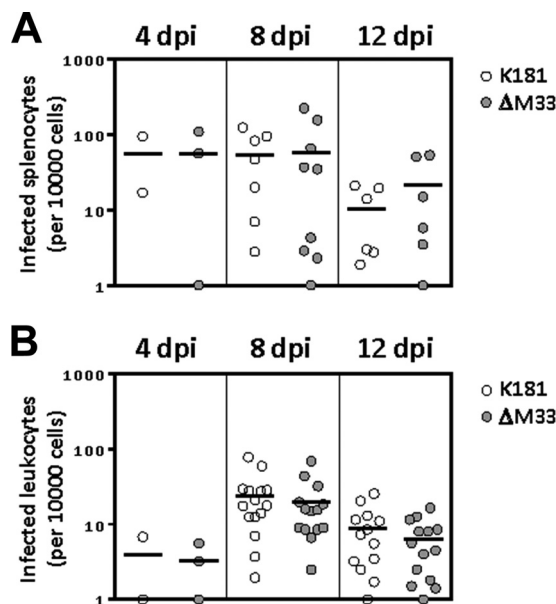 A
4 dpi 8 dpi 12 dpi
Infected splenocytes
(per 10000 cells)
1000
100
10
1
K181
ΔM33
B
4 dpi 8 dpi 12 dpi
Infected leukocytes
(per 10000 cells)
1000
100
10
1
K181
ΔM33